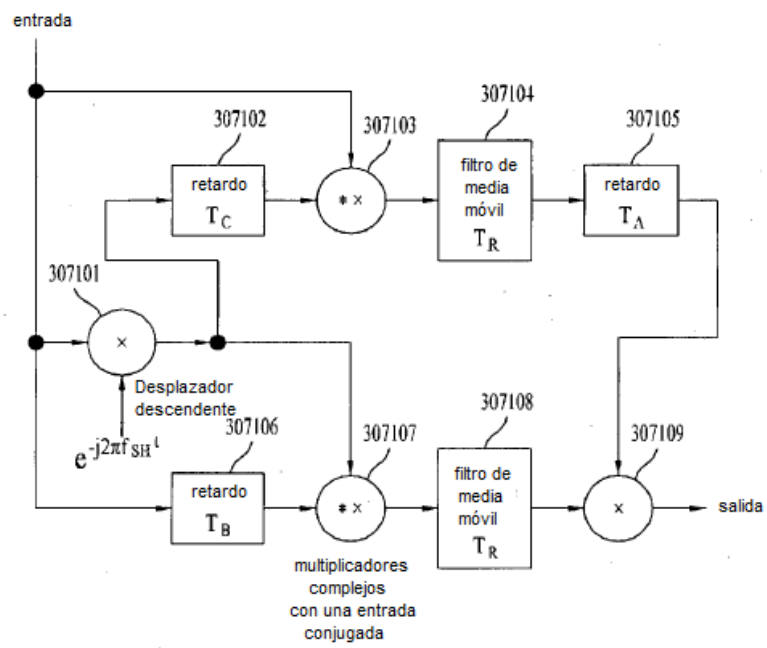 entrada
307102
307103
307104
307105
retardo
T_C
* ×
filtro de
media
móvil
T_R
retardo
T_A
307101
×
Desplazador
descendente
e^-j2πf_SH t
307106
307107
307108
307109
retardo
T_B
* ×
filtro de
media
móvil
T_R
×
salida
multiplicadores
complejos
con una entrada
conjugada